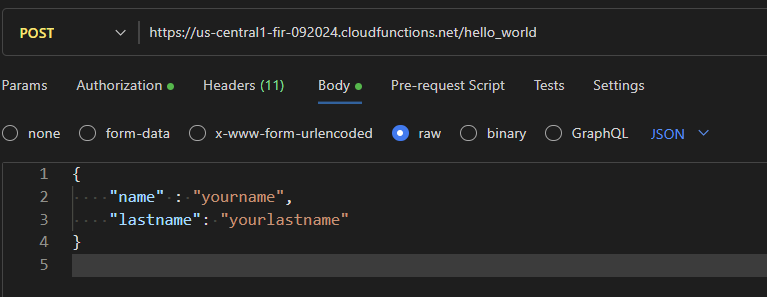 POST https://us-central1-fir-092024.cloudfunctions.net/hello_world
Params Authorization Headers (11) Body Pre-request Script Tests Settings
none form-data x-www-form-urlencoded raw binary GraphQL JSON
1 {
2 "name" : "yourname",
3 "lastname": "yourlastname"
4 }
5